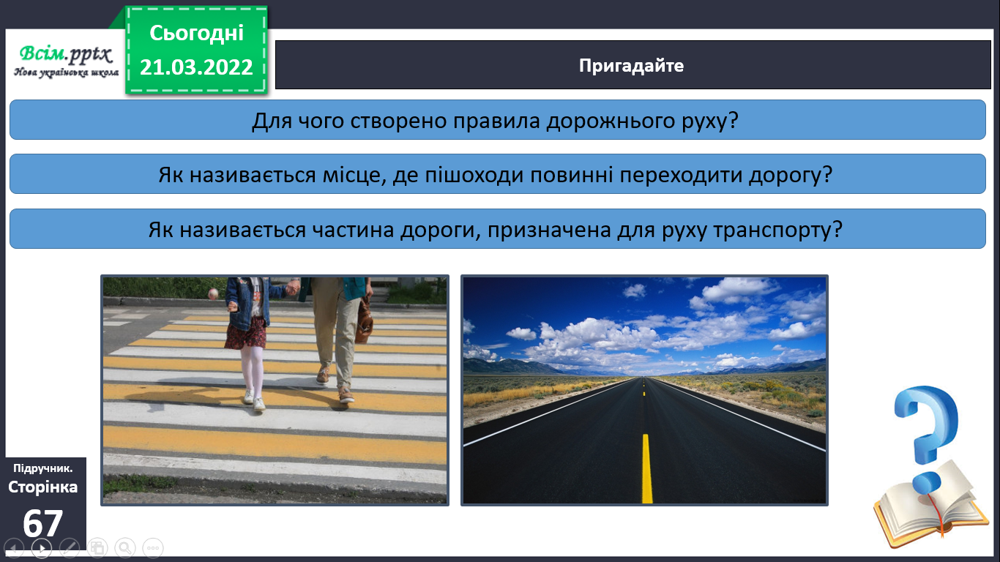 Всім.pptx
Нова українська школа
Сьогодні
21.03.2022
Пригадайте
Для чого створено правила дорожнього руху?
Як називається місце, де пішоходи повинні переходити дорогу?
Як називається частина дороги, призначена для руху транспорту?
Підручник.
Сторінка
67